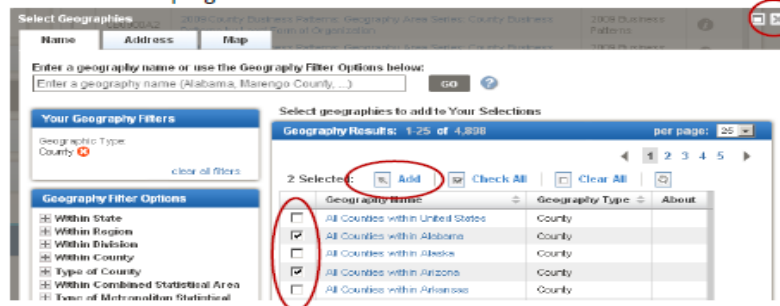 Select Geographies
2009 County Business Patterns: Geography Area Series: County Business
2009 Business
Patterns
Name Address Map
Enter a geography name or use the Geography Filter Options below:
Enter a geography name (Alabama, Marengo County, ...) GO ?
Your Geography Filters
Geographic Type:
County
clear all filters
Geography Filter Options
Within State
Within Region
Within Division
Within County
Type of County
Within Combined Statistical Area
Type of Metropolitan Statistical
Select geographies to add to Your Selections
Geography Results: 1-25 of 4,898 per page: 25
1 2 3 4 5
2 Selected: Add Check All Clear All
Geography Name Geography Type About
All Counties within United States County
All Counties within Alabama County
All Counties within Alaska County
All Counties within Arizona County
All Counties within Arkansas County